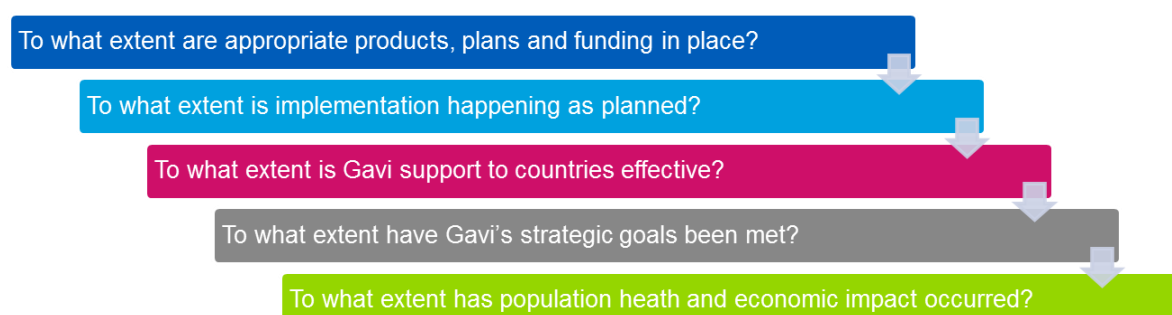 To what extent are appropriate products, plans and funding in place?
To what extent is implementation happening as planned?
To what extent is Gavi support to countries effective?
To what extent have Gavi’s strategic goals been met?
To what extent has population heath and economic impact occurred?